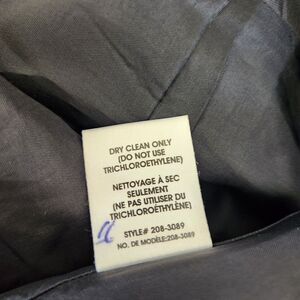 DRY CLEAN ONLY
(DO NOT USE
TRICHLOROETHYLENE)
NETTOYAGE À SEC
SEULEMENT
(NE PAS UTILISER DU
TRICHLOROÉTHYLÈNE)
STYLE# 208-3089
NO. DE MODÈLE:208-3089